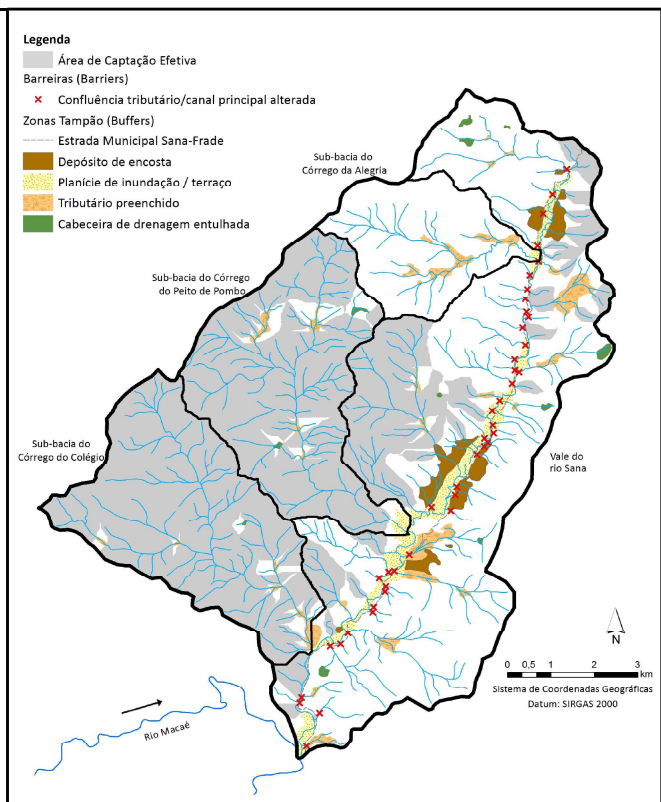 Legenda
Área de Captação Efetiva
Barreiras (Barriers)
Confluência tributário/canal principal alterada
Zonas Tampão (Buffers)
Estrada Municipal Sana-Frade
Depósito de encosta
Planície de inundação / terraço
Tributário preenchido
Cabeceira de drenagem entulhada
Sub-bacia do
Córrego da Alegria
Sub-bacia do Córrego
do Peito de Pombo
Sub-bacia do
Córrego do Colégio
Vale do
rio Sana
N
0 0,5 1 2 3
km
Sistema de Coordenadas Geográficas
Datum: SIRGAS 2000
Rio Macaé